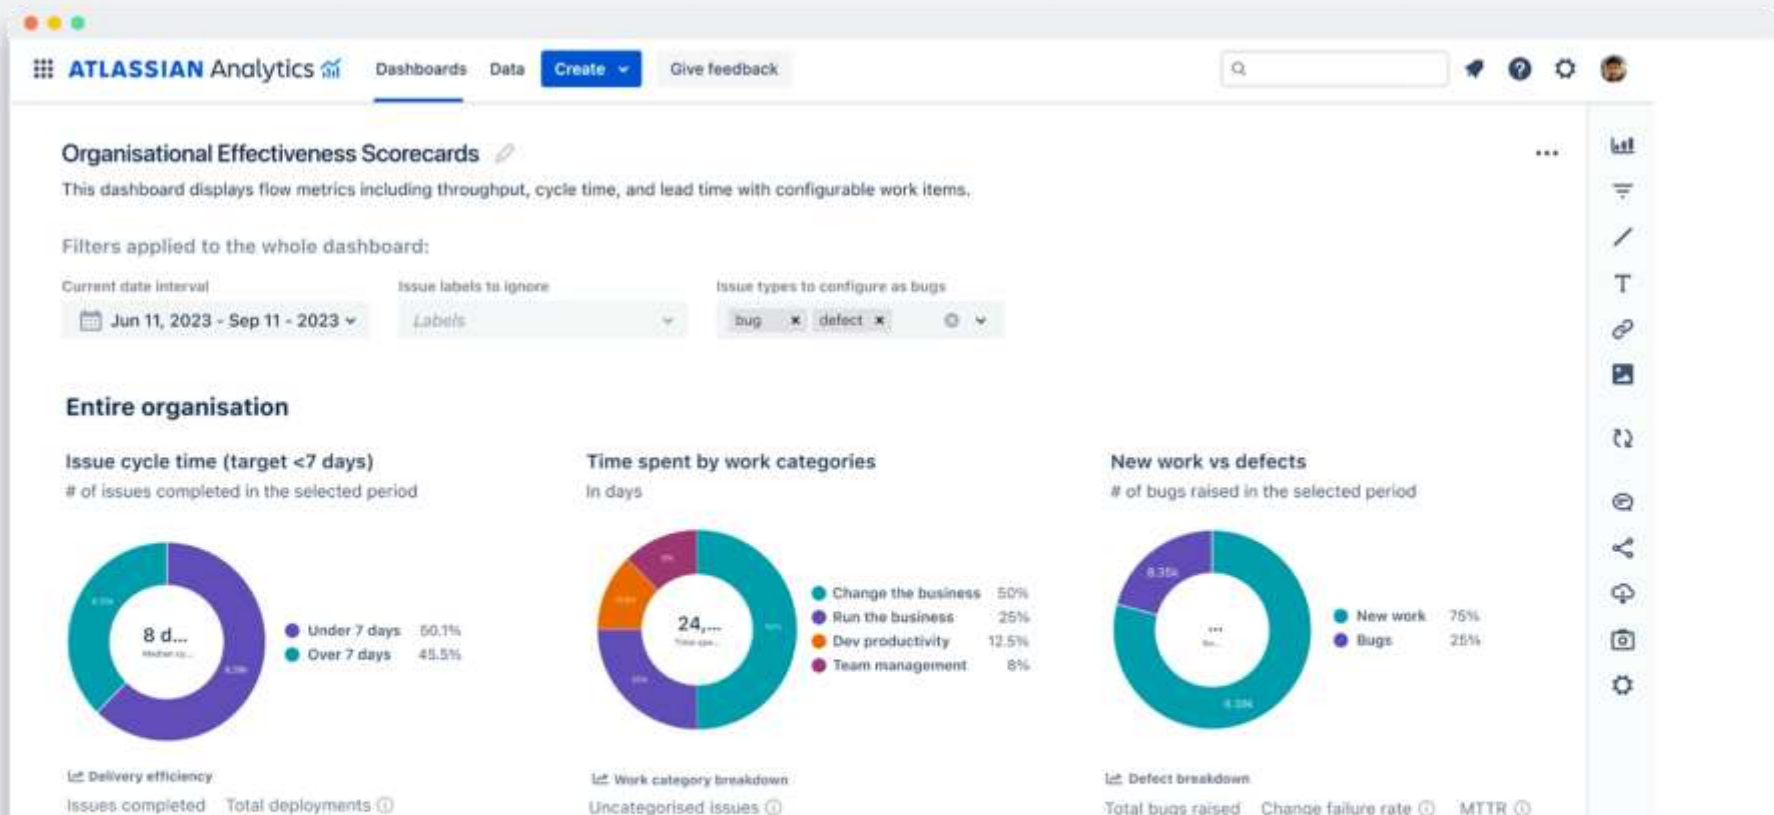 ATLASSIAN Analytics Dashboards Data Create Give feedback
Organisational Effectiveness Scorecards
This dashboard displays flow metrics including throughput, cycle time, and lead time with configurable work items.
Filters applied to the whole dashboard:
Current date interval Issue labels to ignore Issue types to configure as bugs
Jun 11, 2023 - Sep 11 - 2023 Labels bug defect
Entire organisation
Issue cycle time (target <7 days) Time spent by work categories New work vs defects
# of issues completed in the selected period In days # of bugs raised in the selected period
8 d...
Under 7 days
Over 7 days 45.5%
24,...
Change the business 50%
Run the business 25%
Dev productivity 12.5%
Team management 8%
8.35k
...
New work 75%
Bugs 25%
Delivery efficiency Work category breakdown Defect breakdown
Issues completed Total deployments Uncategorised issues Total bugs raised Change failure rate MTTR